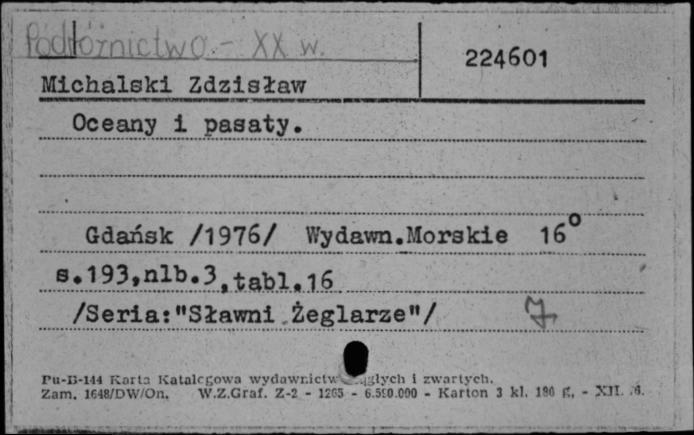 Podróżnictwo - XX w.
224601
Michalski Zdzisław
Oceany i pasaty.
Gdańsk /1976/ Wydawn.Morskie 16°
s.193,nlb.3,tabl.16
/Seria:"Sławni Żeglarze"/
Pu-B-144 Karta Katalogowa wydawnictw ciągłych i zwartych.
Zam. 1648/DW/On. W.Z.Graf. Z-2 - 1265 - 6.500.000 - Karton 3 kl. 180 g. - XII.